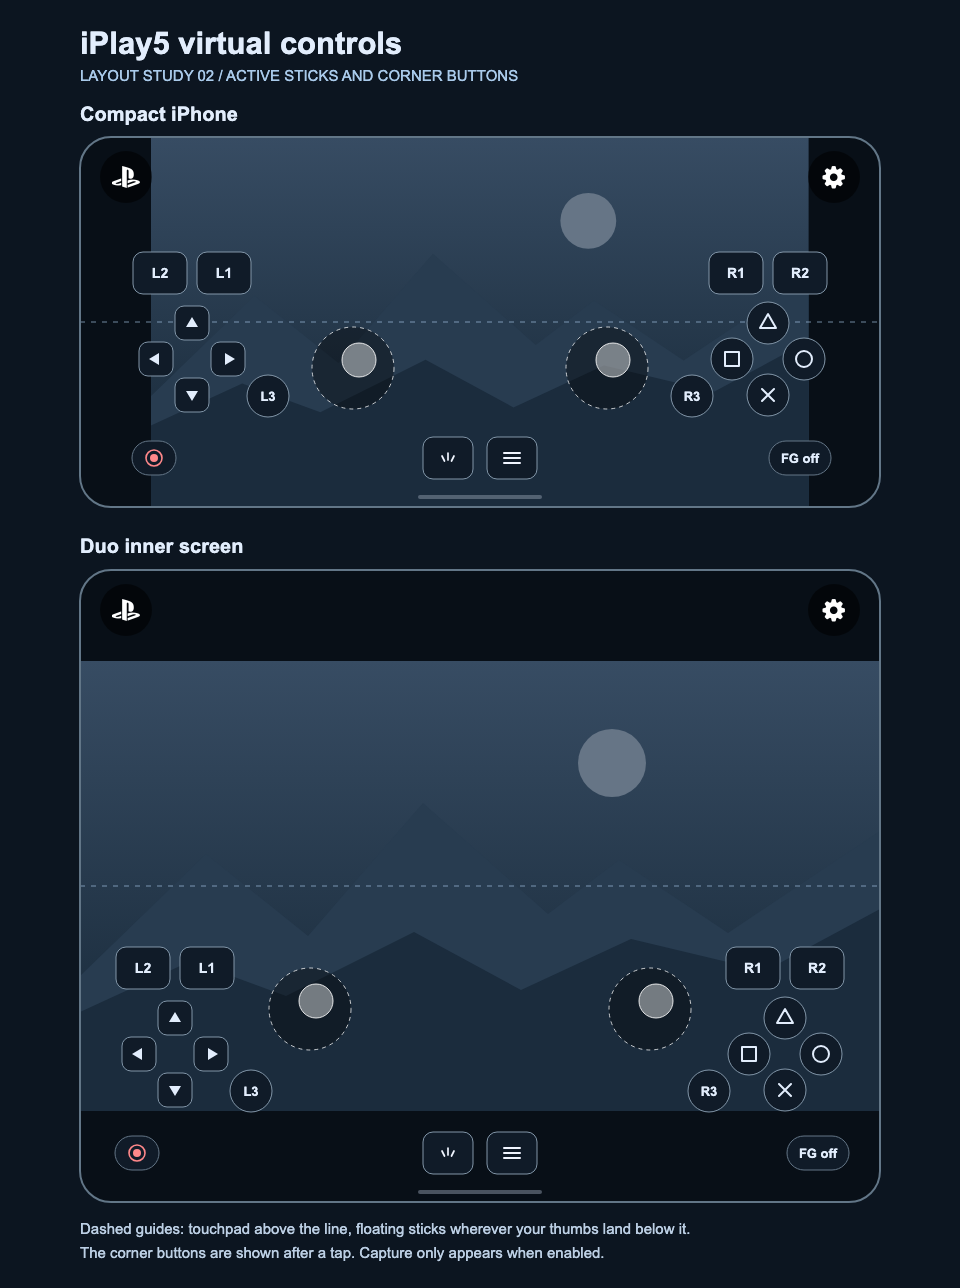 iPlay5 virtual controls
LAYOUT STUDY 02 / ACTIVE STICKS AND CORNER BUTTONS
Compact iPhone
L2 L1 R1 R2
L3 R3
FG off
Duo inner screen
L2 L1 R1 R2
L3 R3
FG off
Dashed guides: touchpad above the line, floating sticks wherever your thumbs land below it.
The corner buttons are shown after a tap. Capture only appears when enabled.